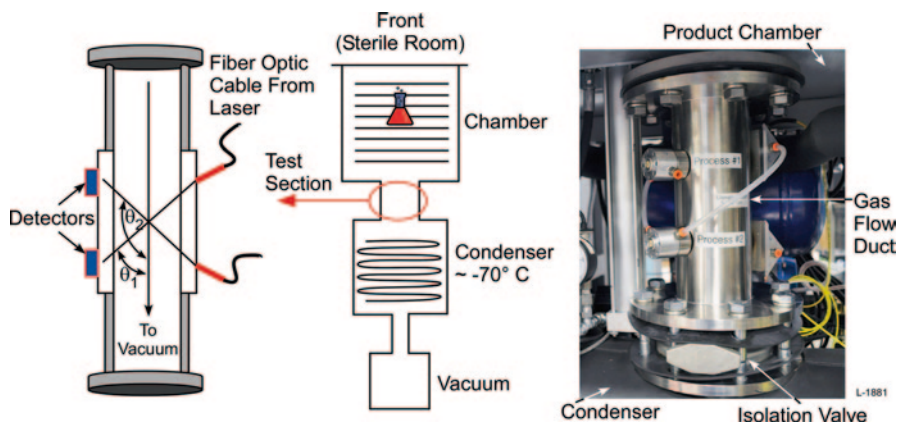 Fiber Optic
Cable From
Laser
Detectors
θ2
θ1
To
Vacuum
Front
(Sterile Room)
Chamber
Test
Section
Condenser
~ -70° C
Vacuum
Product Chamber
Process #1
Process #2
Gas
Flow
Duct
L-1881
Condenser
Isolation Valve